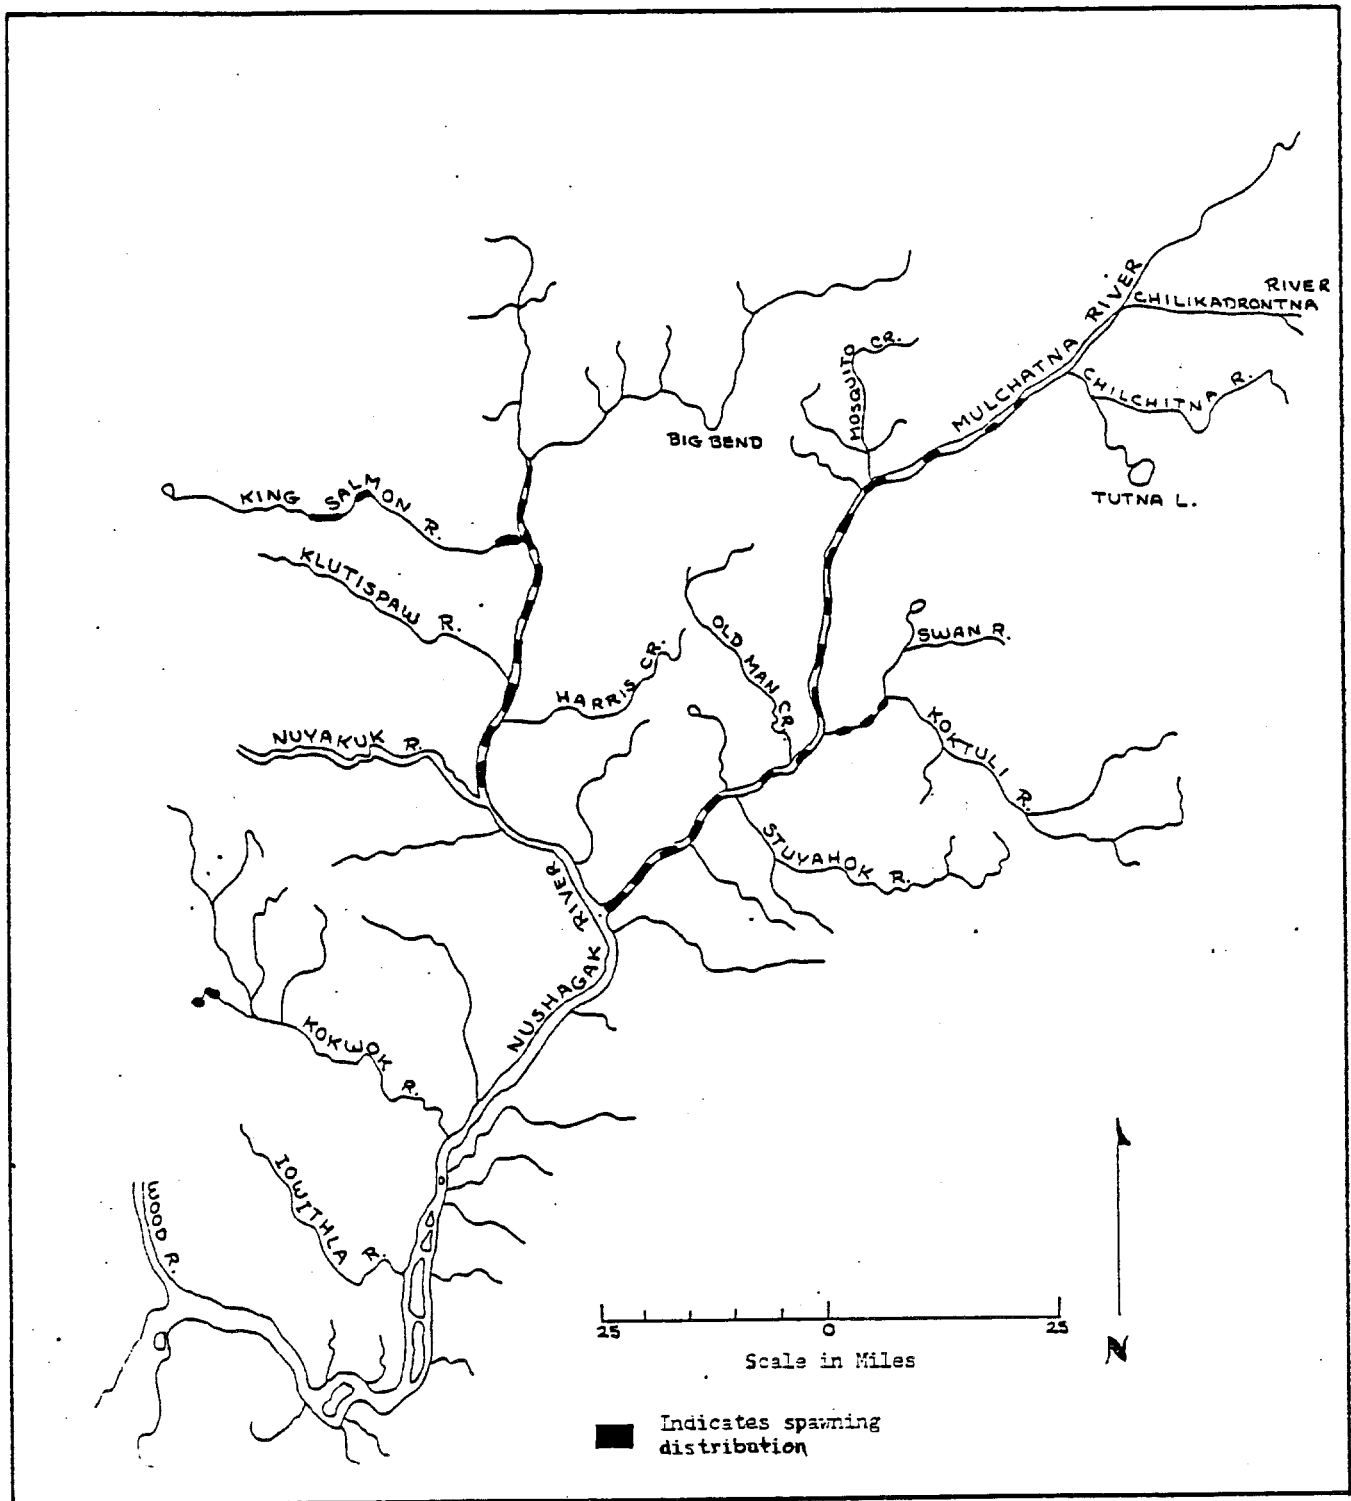 RIVER
CHILIKADRONTNA
MULCHATNA RIVER
MOSQUITO CR.
CHILCHITNA R.
BIG BEND
TUTNA L.
KING SALMON R.
KLUTISPAW R.
OLD MAN CR.
SWAN R.
HARRIS CR.
NUYAKUK R.
KOKTULI R.
STUYAHOK R.
NUSHAGAK RIVER
KOKWOK R.
IOWITHLA R.
WOOD R.
25 0 25
Scale in Miles
N
Indicates spawning
distribution